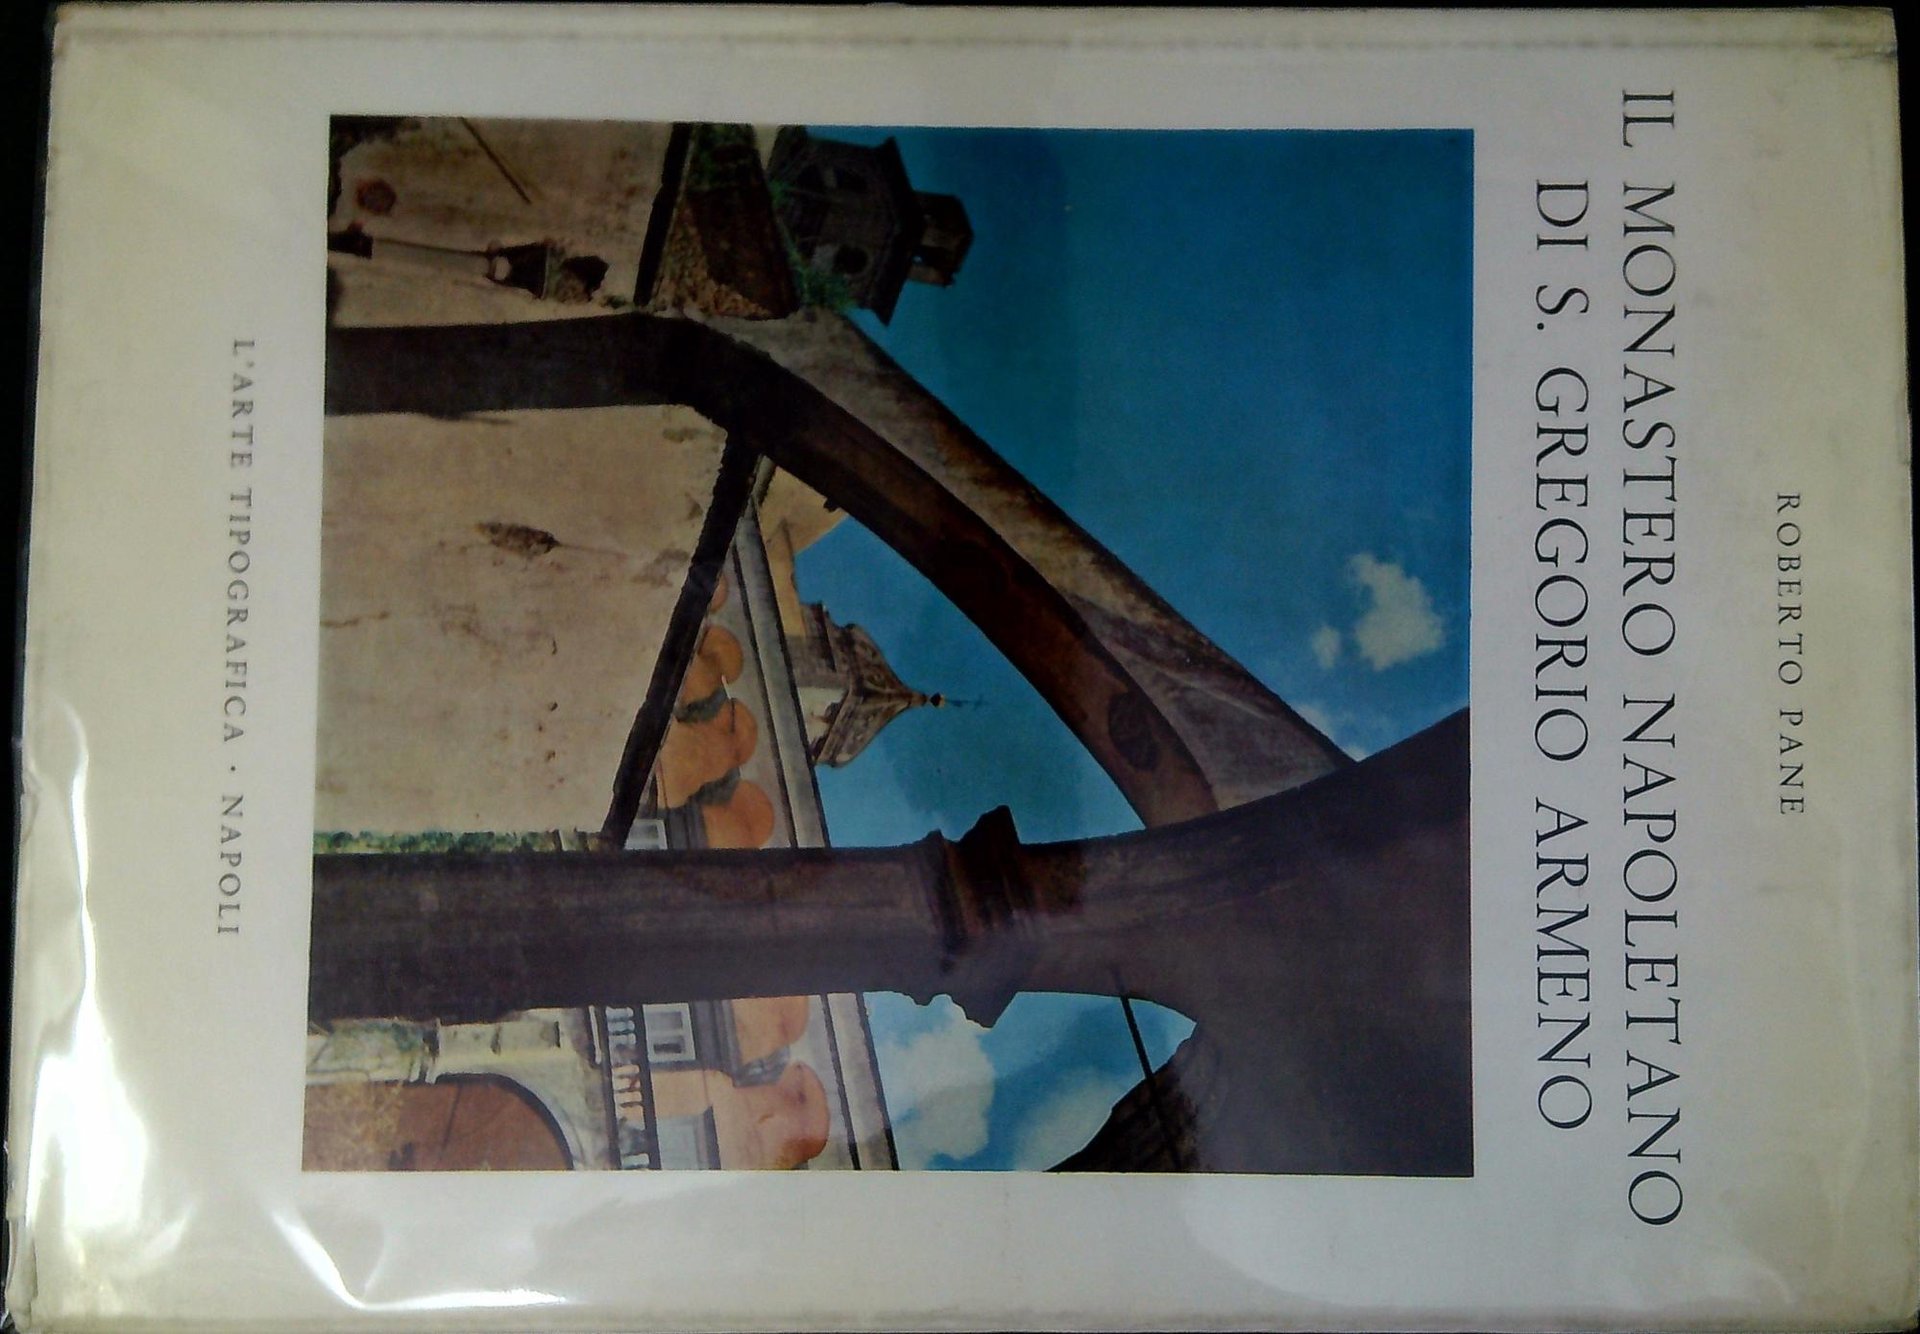 ROBERTO PANE
IL MONASTERO NAPOLETANO
DI S. GREGORIO ARMENO
L'ARTE TIPOGRAFICA · NAPOLI